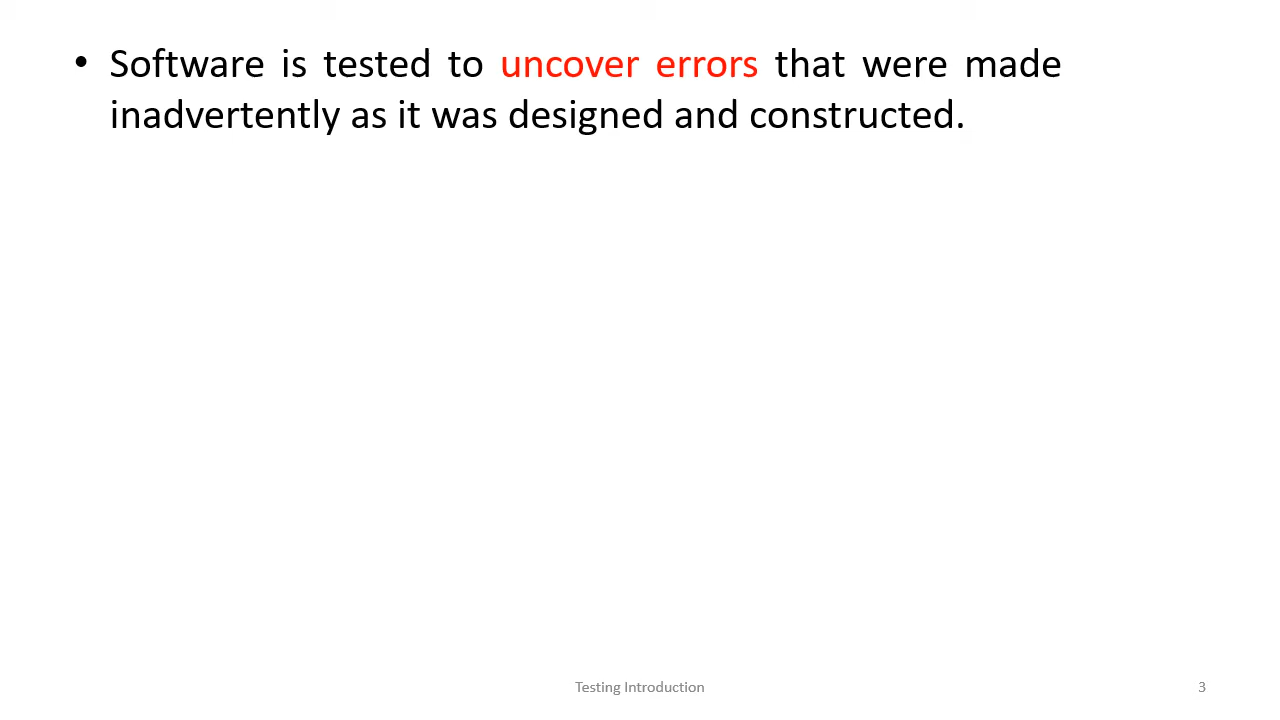 • Software is tested to uncover errors that were made
inadvertently as it was designed and constructed.
Testing Introduction
3